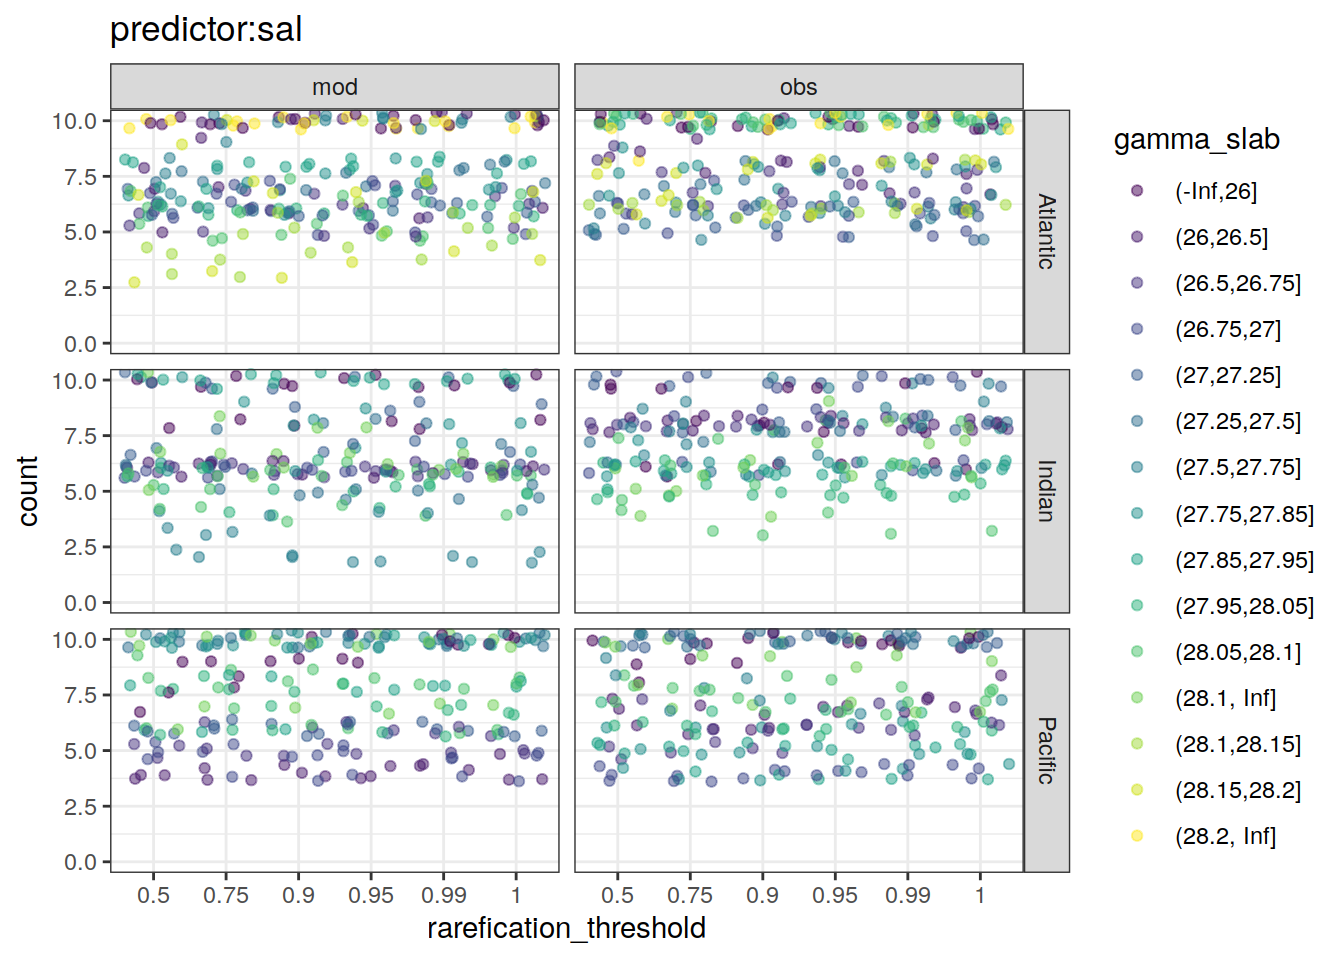 predictor:sal
mod
obs
10.0
7.5
5.0
2.5
0.0
Atlantic
10.0
7.5
5.0
2.5
0.0
Indian
10.0
7.5
5.0
2.5
0.0
Pacific
count
0.5 0.75 0.9 0.95 0.99 1
0.5 0.75 0.9 0.95 0.99 1
rarefication_threshold
gamma_slab
(-Inf,26]
(26,26.5]
(26.5,26.75]
(26.75,27]
(27,27.25]
(27.25,27.5]
(27.5,27.75]
(27.75,27.85]
(27.85,27.95]
(27.95,28.05]
(28.05,28.1]
(28.1, Inf]
(28.1,28.15]
(28.15,28.2]
(28.2, Inf]